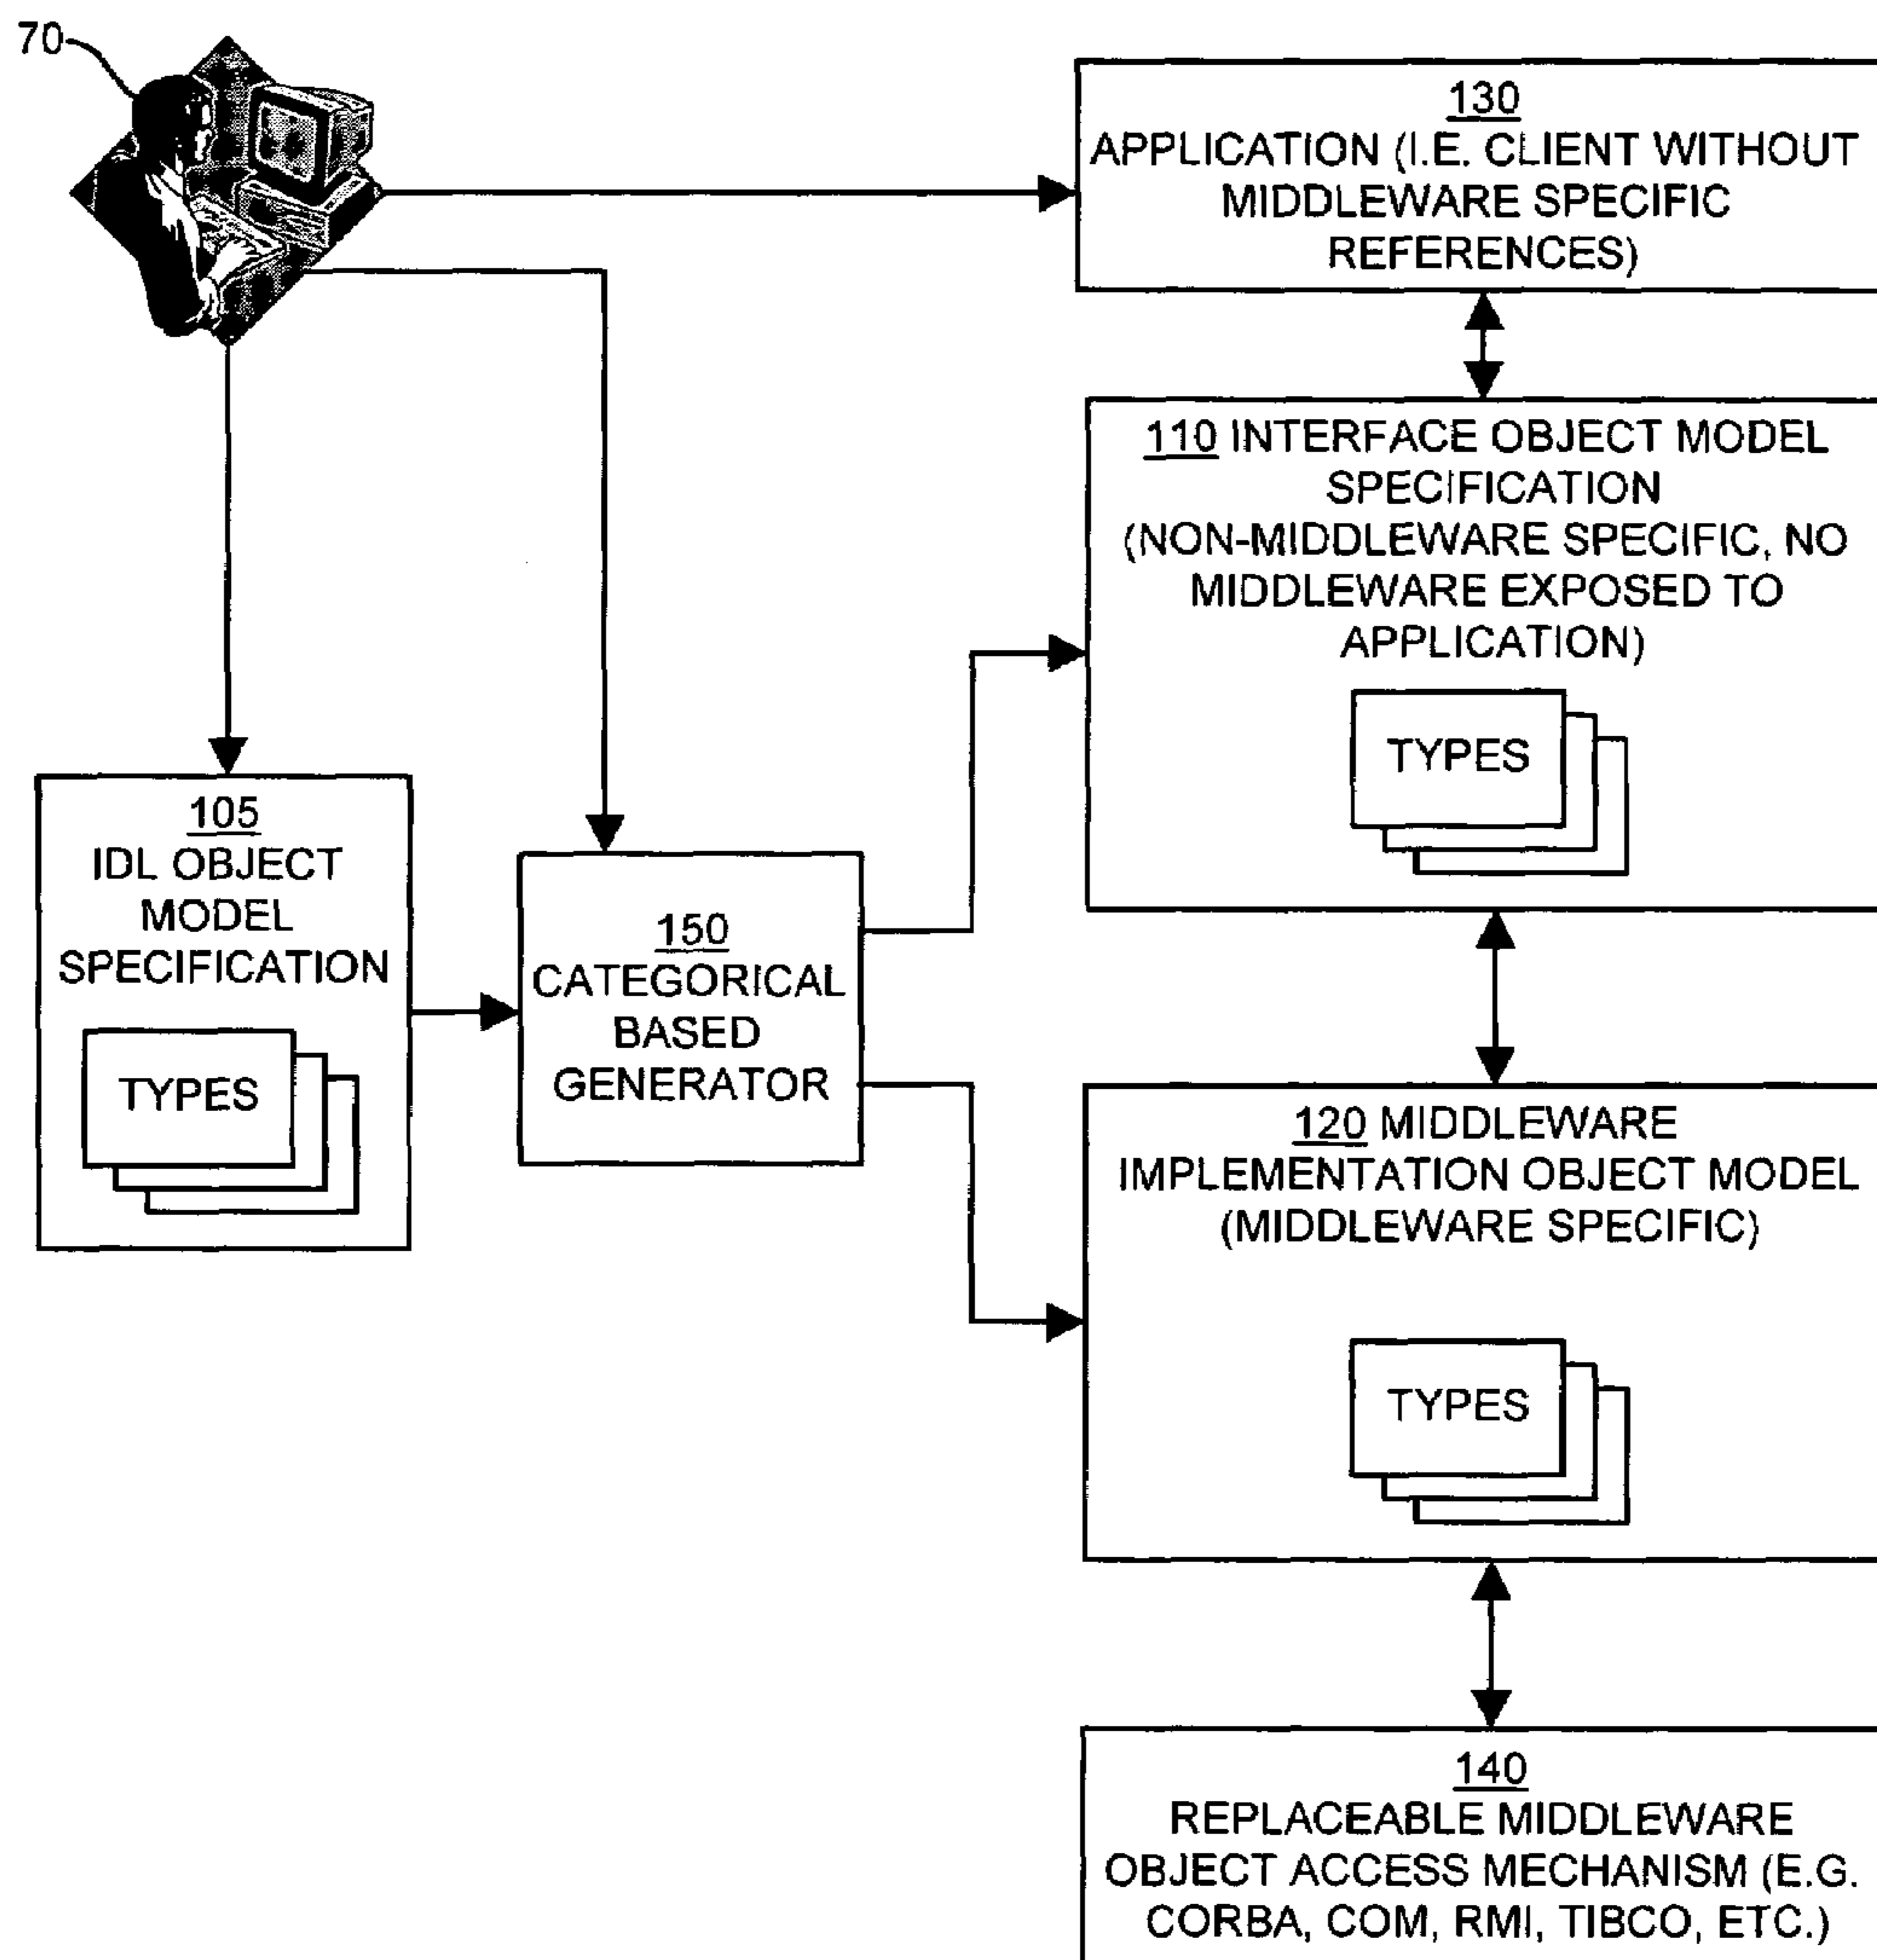 70
130
APPLICATION (I.E. CLIENT WITHOUT
MIDDLEWARE SPECIFIC
REFERENCES)
110 INTERFACE OBJECT MODEL
SPECIFICATION
(NON-MIDDLEWARE SPECIFIC, NO
MIDDLEWARE EXPOSED TO
APPLICATION)
TYPES
105
IDL OBJECT
MODEL
SPECIFICATION
TYPES
150
CATEGORICAL
BASED
GENERATOR
120 MIDDLEWARE
IMPLEMENTATION OBJECT MODEL
(MIDDLEWARE SPECIFIC)
TYPES
140
REPLACEABLE MIDDLEWARE
OBJECT ACCESS MECHANISM (E.G.
CORBA, COM, RMI, TIBCO, ETC.)